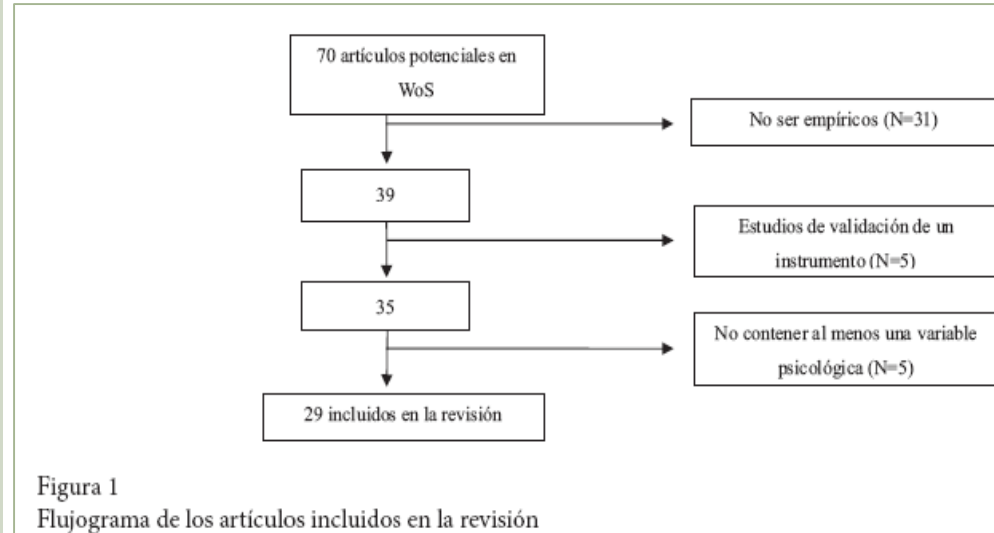 70 artículos potenciales en
WoS
No ser empíricos (N=31)
39
Estudios de validación de un
instrumento (N=5)
35
No contener al menos una variable
psicológica (N=5)
29 incluidos en la revisión
Figura 1
Flujograma de los artículos incluidos en la revisión